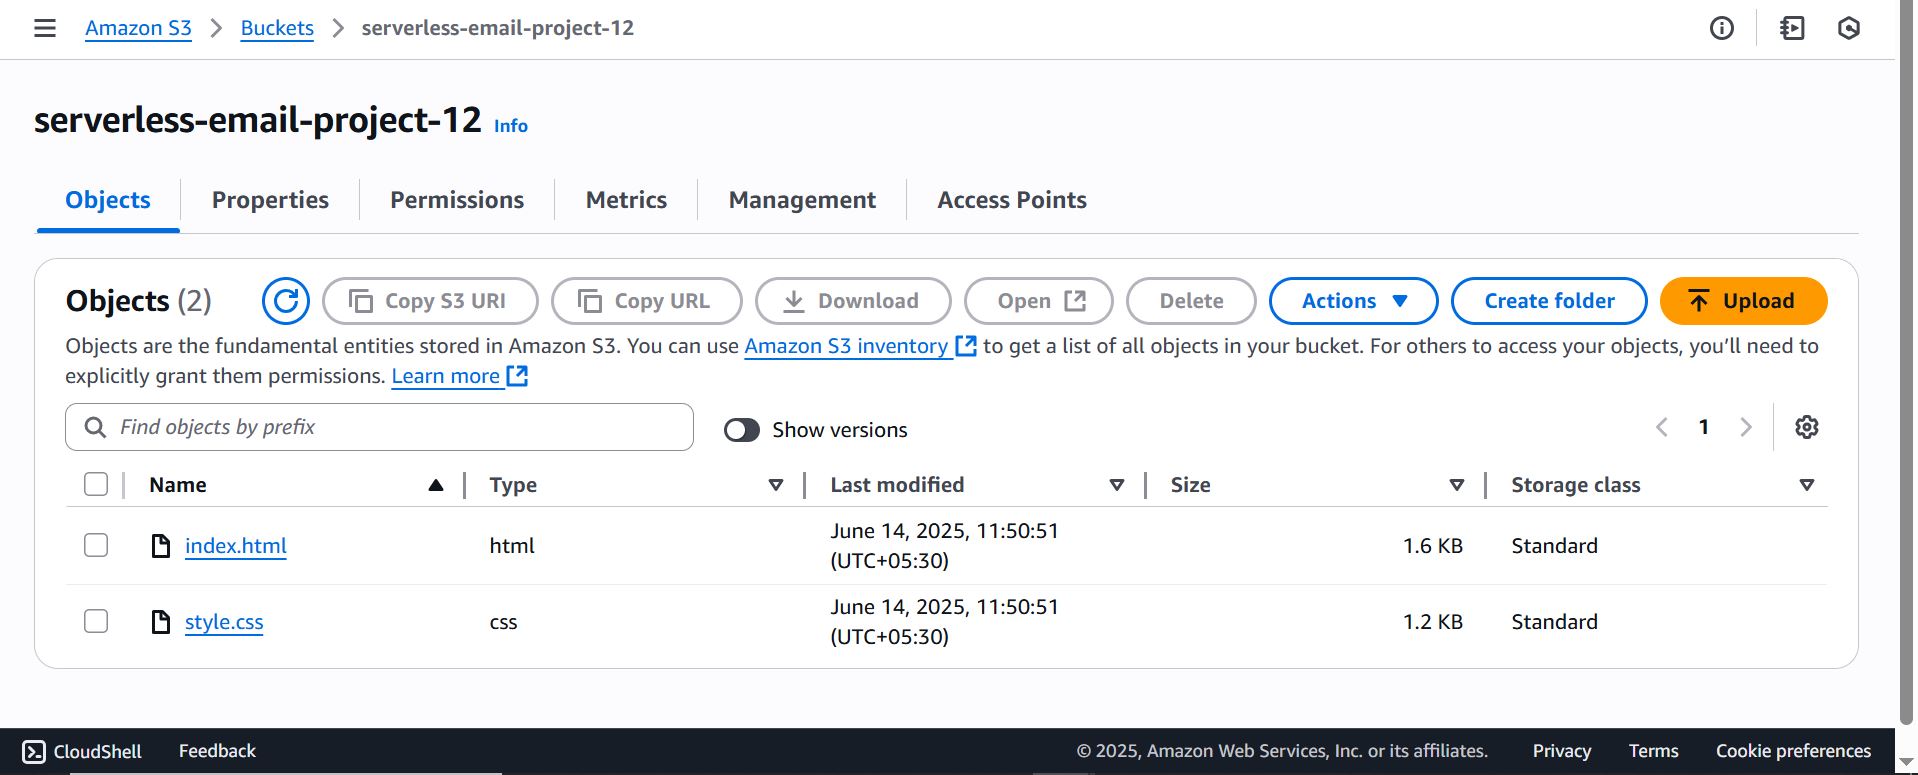 Amazon S3 > Buckets > serverless-email-project-12
serverless-email-project-12 Info
Objects Properties Permissions Metrics Management Access Points
Objects (2) Copy S3 URI Copy URL Download Open Delete Actions Create folder Upload
Objects are the fundamental entities stored in Amazon S3. You can use Amazon S3 inventory to get a list of all objects in your bucket. For others to access your objects, you’ll need to
explicitly grant them permissions. Learn more
Find objects by prefix Show versions 1
Name Type Last modified Size Storage class
index.html html June 14, 2025, 11:50:51 (UTC+05:30) 1.6 KB Standard
style.css css June 14, 2025, 11:50:51 (UTC+05:30) 1.2 KB Standard
CloudShell Feedback © 2025, Amazon Web Services, Inc. or its affiliates. Privacy Terms Cookie preferences